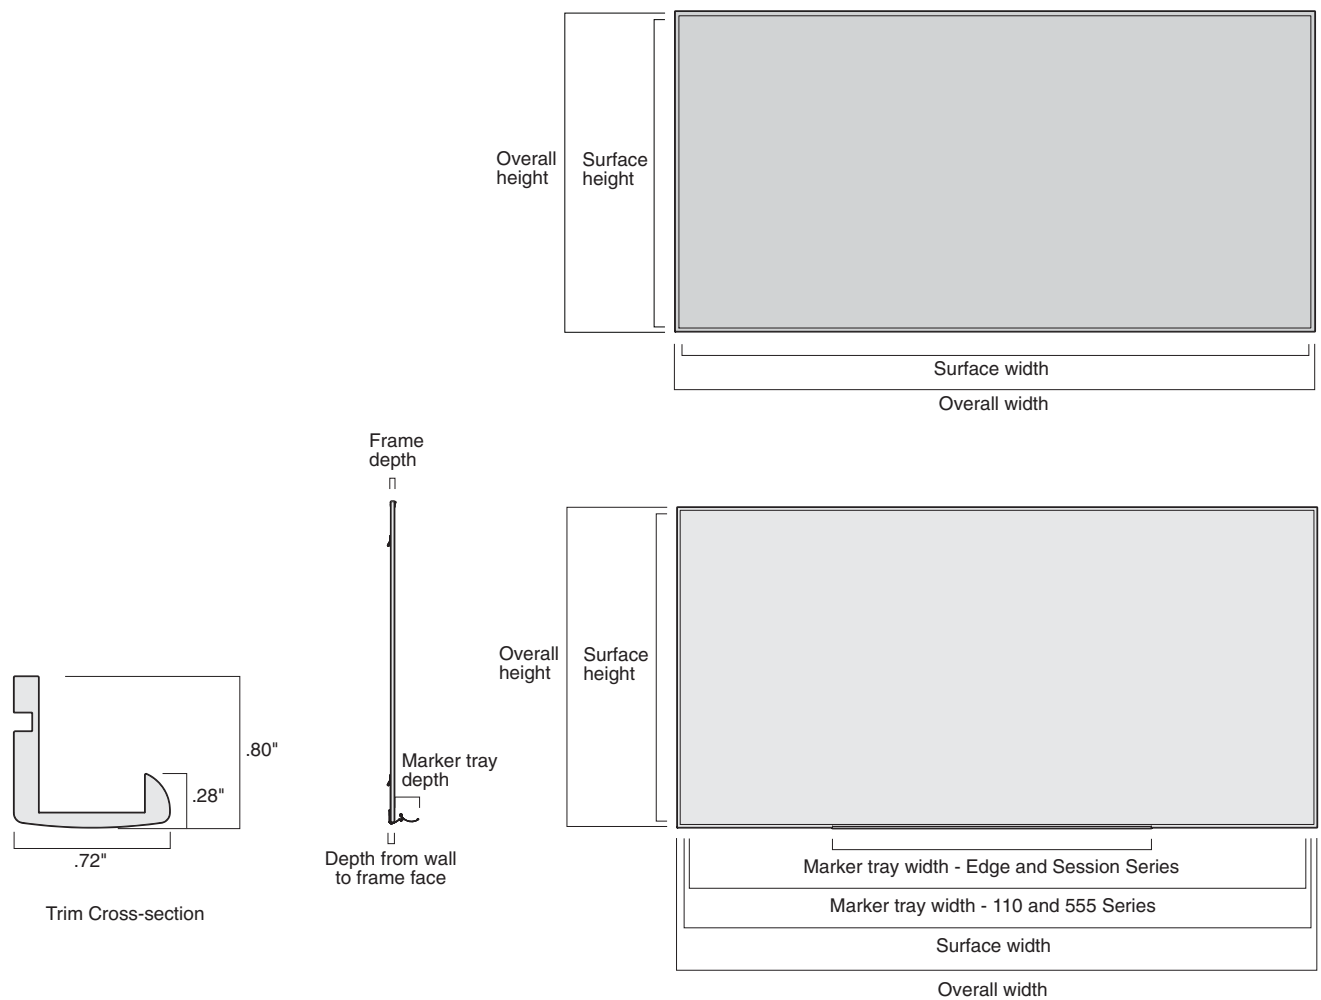 Overall
height
Surface
height
Surface width
Overall width
Frame
depth
Overall
height
Surface
height
.80"
.28"
.72"
Trim Cross-section
Marker tray
depth
Depth from wall
to frame face
Marker tray width - Edge and Session Series
Marker tray width - 110 and 555 Series
Surface width
Overall width